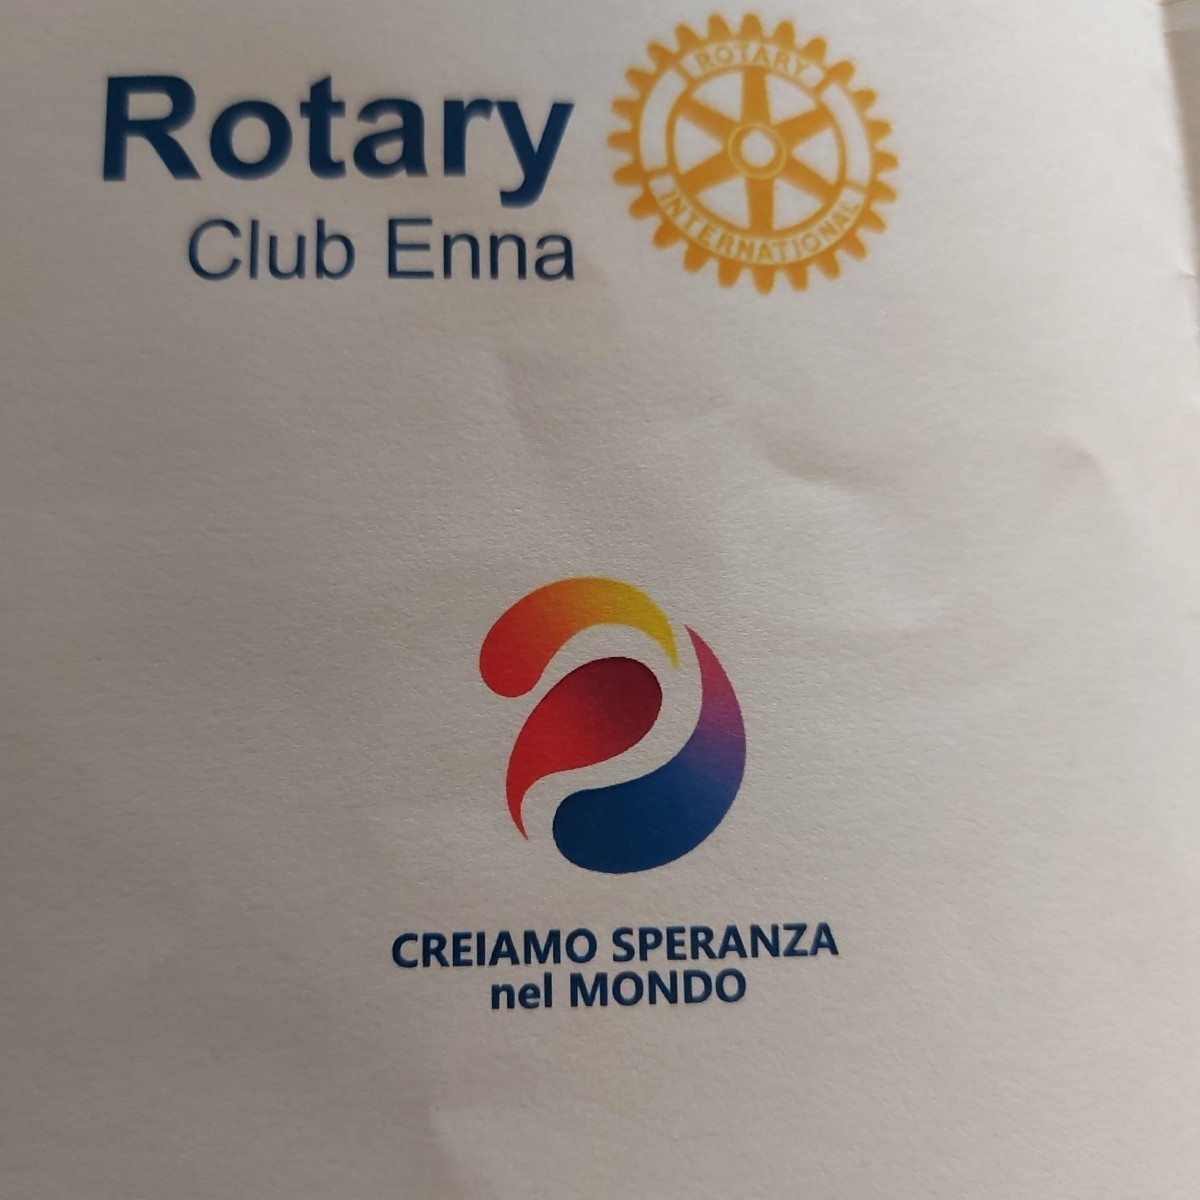 Rotary
Club Enna
ROTARY
INTERNATIONAL
CREIAMO SPERANZA
nel MONDO